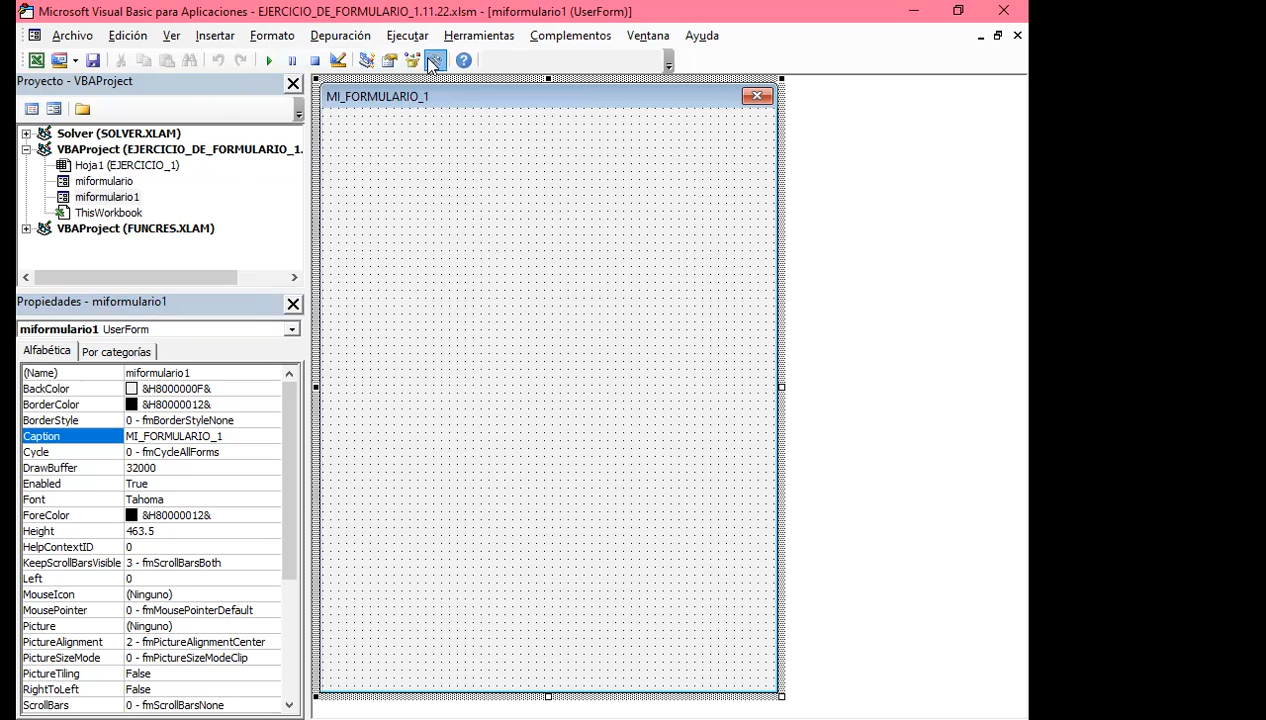 Microsoft Visual Basic para Aplicaciones - EJERCICIO_DE_FORMULARIO_1.11.22.xlsm - [miformulario1 (UserForm)]
Archivo Edición Ver Insertar Formato Depuración Ejecutar Herramientas Complementos Ventana Ayuda
Proyecto - VBAProject
Solver (SOLVER.XLAM)
VBAProject (EJERCICIO_DE_FORMULARIO_1.
Hoja1 (EJERCICIO_1)
miformulario
miformulario1
ThisWorkbook
VBAProject (FUNCRES.XLAM)
Propiedades - miformulario1
miformulario1 UserForm
Alfabética Por categorías
(Name) miformulario1
BackColor &H8000000F&
BorderColor &H80000012&
BorderStyle 0 - fmBorderStyleNone
Caption MI_FORMULARIO_1
Cycle 0 - fmCycleAllForms
DrawBuffer 32000
Enabled True
Font Tahoma
ForeColor &H80000012&
Height 463.5
HelpContextID 0
KeepScrollBarsVisible 3 - fmScrollBarsBoth
Left 0
MouseIcon (Ninguno)
MousePointer 0 - fmMousePointerDefault
Picture (Ninguno)
PictureAlignment 2 - fmPictureAlignmentCenter
PictureSizeMode 0 - fmPictureSizeModeClip
PictureTiling False
RightToLeft False
ScrollBars 0 - fmScrollBarsNone
MI_FORMULARIO_1